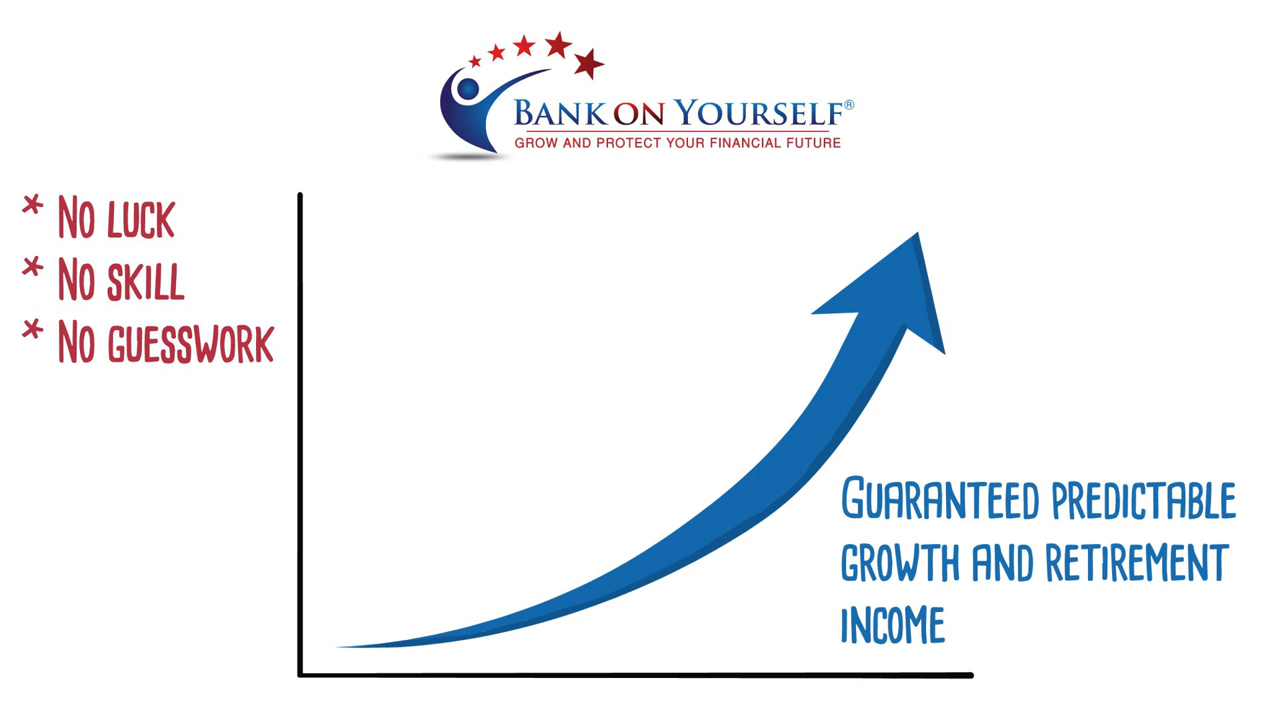 BANK ON YOURSELF®
GROW AND PROTECT YOUR FINANCIAL FUTURE
* NO LUCK
* NO SKILL
* NO GUESSWORK
GUARANTEED PREDICTABLE
GROWTH AND RETIREMENT
INCOME